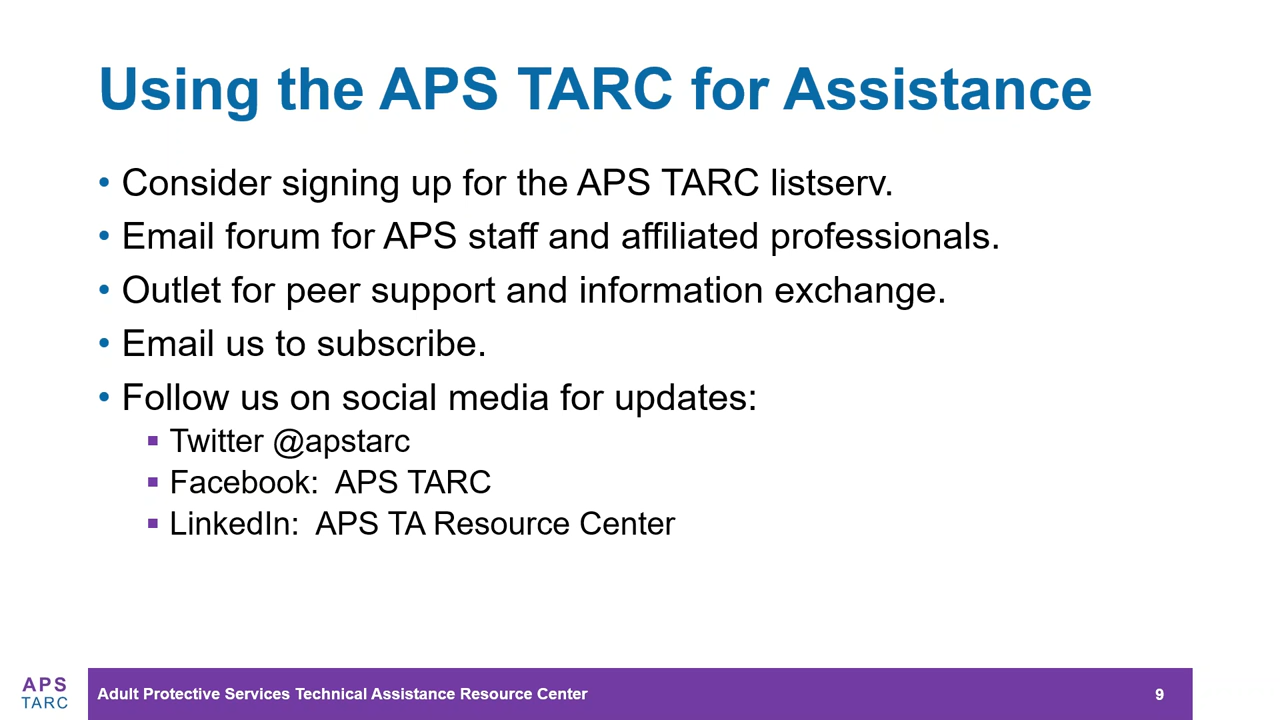 Using the APS TARC for Assistance
• Consider signing up for the APS TARC listserv.
• Email forum for APS staff and affiliated professionals.
• Outlet for peer support and information exchange.
• Email us to subscribe.
• Follow us on social media for updates:
▪ Twitter @apstarc
▪ Facebook:  APS TARC
▪ LinkedIn:  APS TA Resource Center
APS
TARC
Adult Protective Services Technical Assistance Resource Center
9